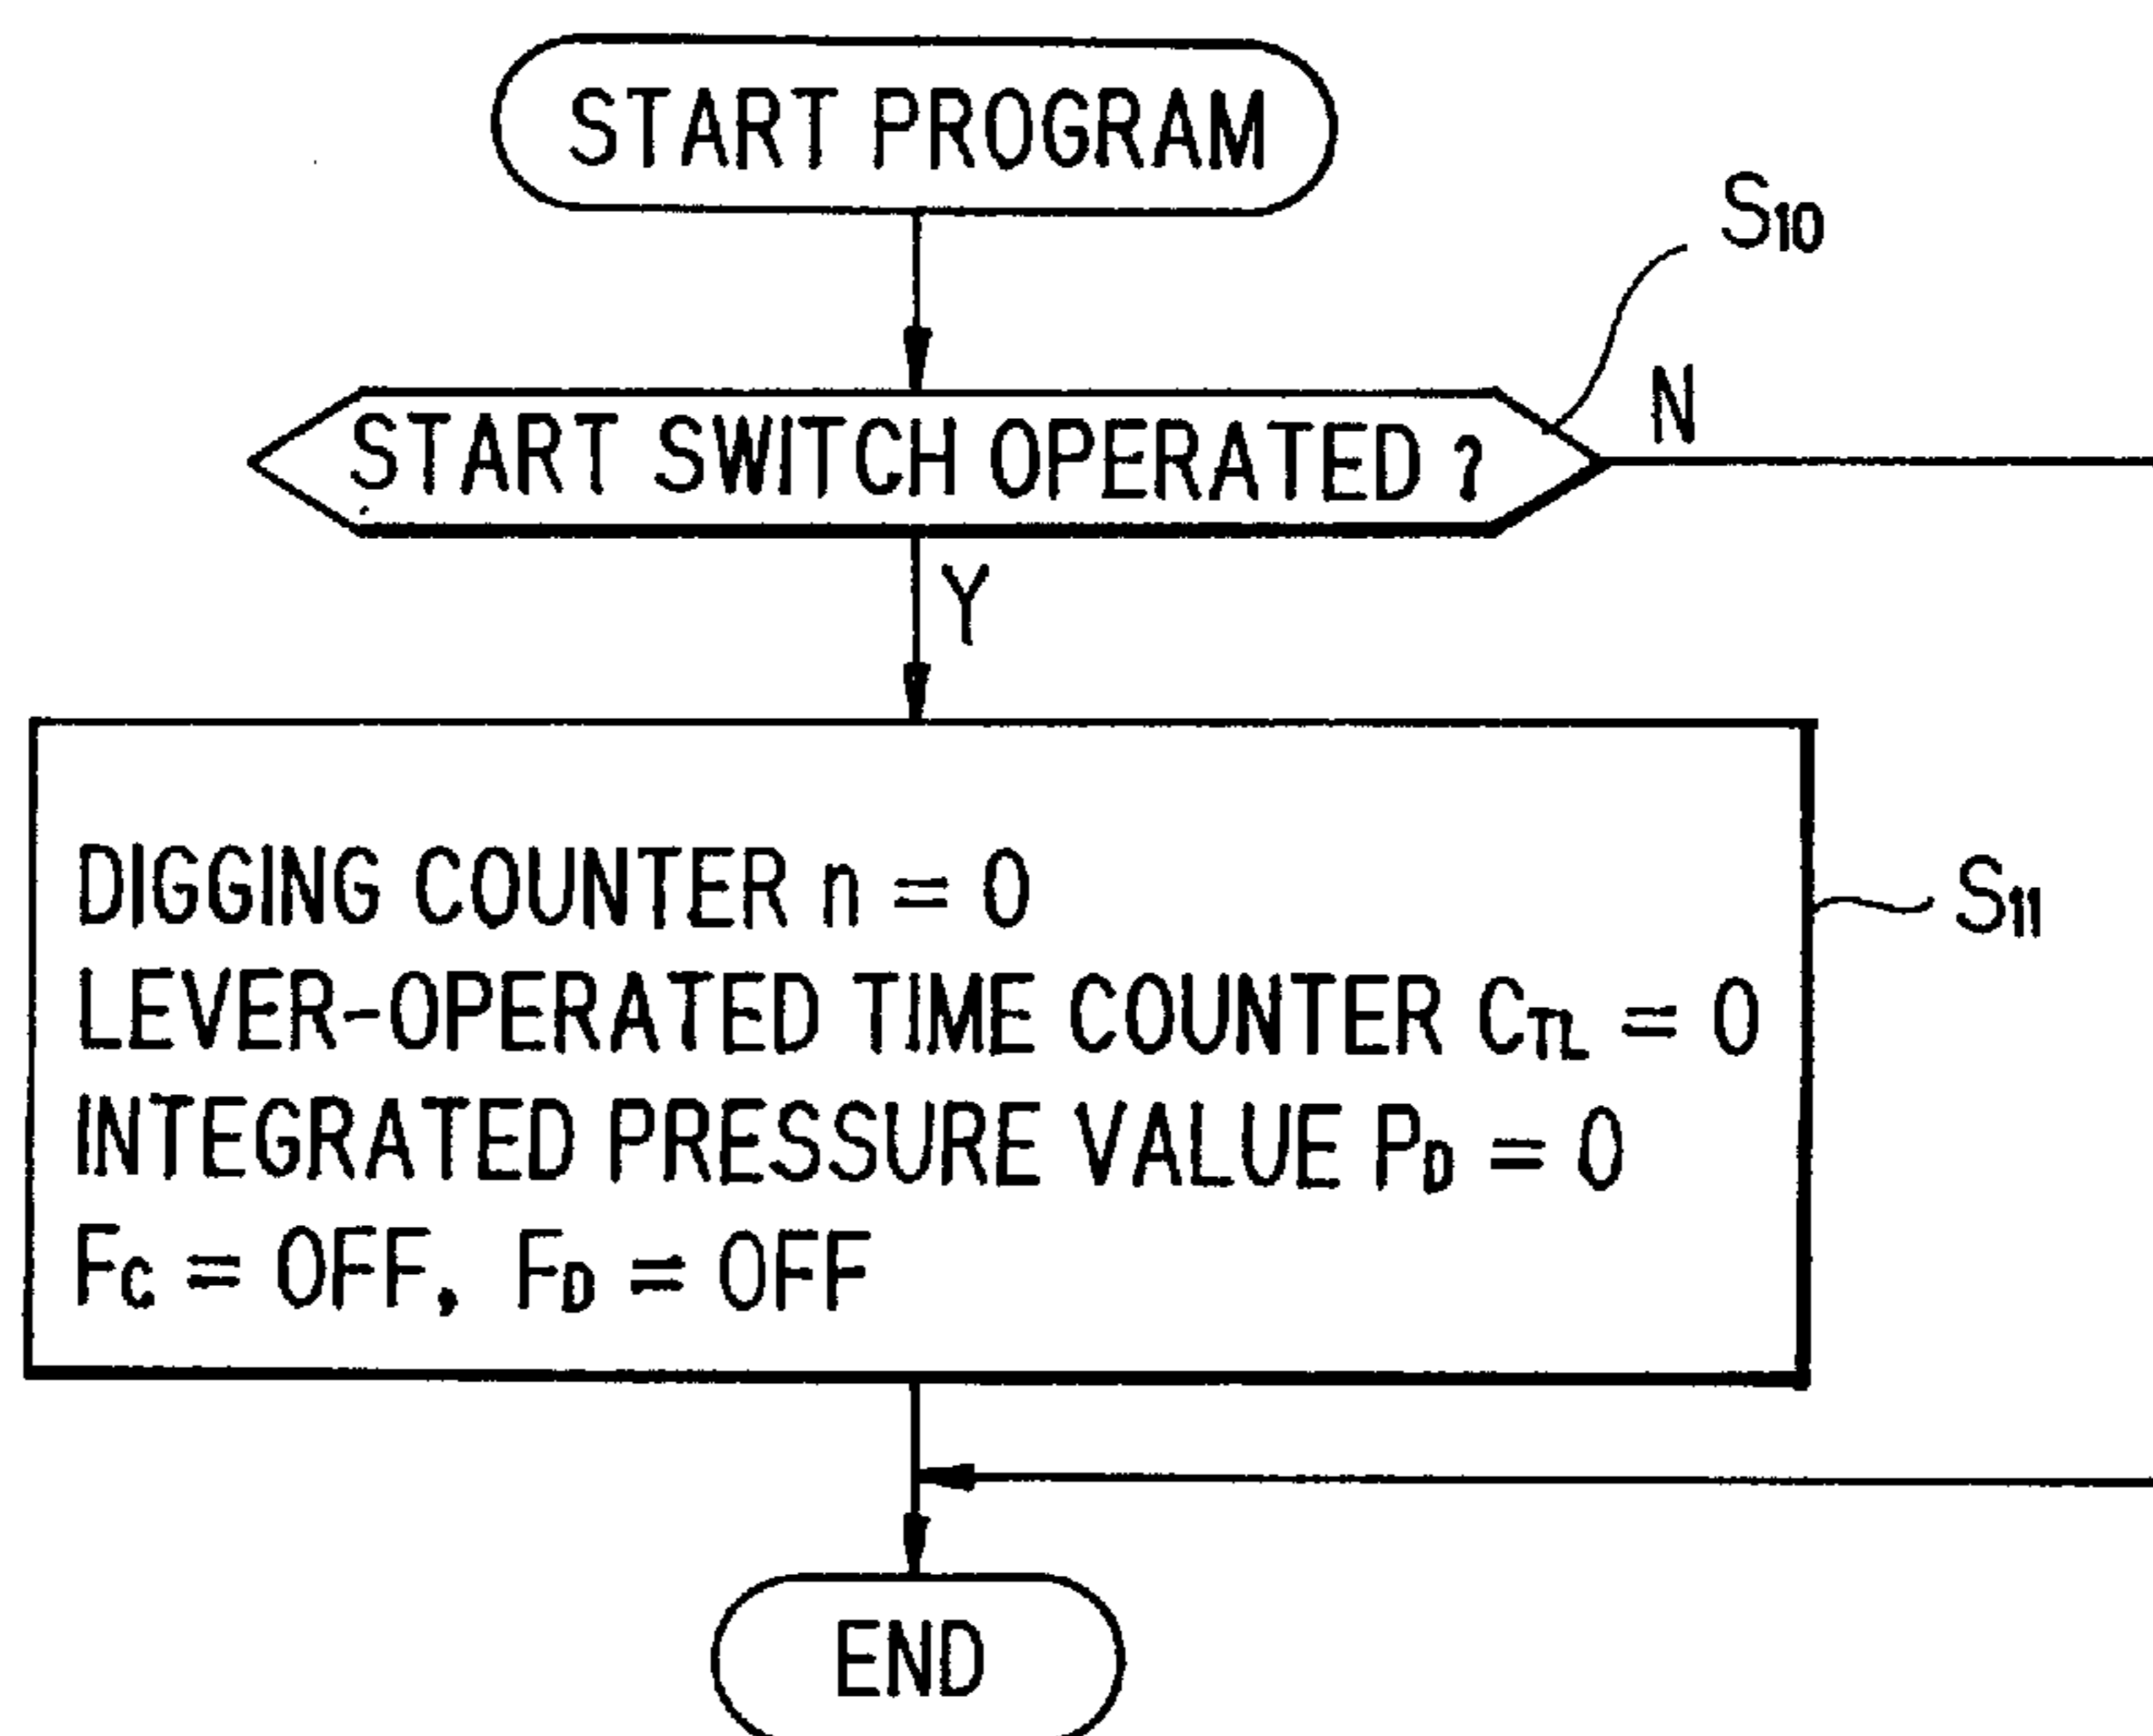 START PROGRAM
S10
START SWITCH OPERATED ?
N
Y
DIGGING COUNTER n = 0
S11
LEVER-OPERATED TIME COUNTER CTL = 0
INTEGRATED PRESSURE VALUE PD = 0
FC = OFF, FD = OFF
END